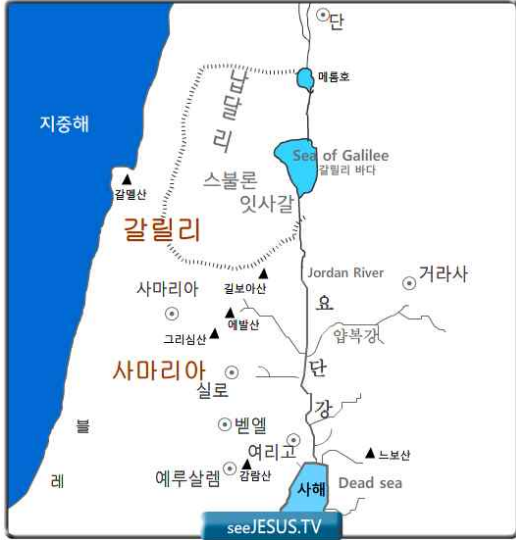 단
메롬호
납달리
지중해
Sea of Galilee
갈릴리 바다
스블론
갈멜산
잇사갈
갈릴리
Jordan River
거라사
길보아산
사마리아
요단강
에발산
얍복강
그리심산
사마리아
실로
블레
벧엘
여리고
느보산
예루살렘
감람산
사해
Dead sea
seeJESUS.TV